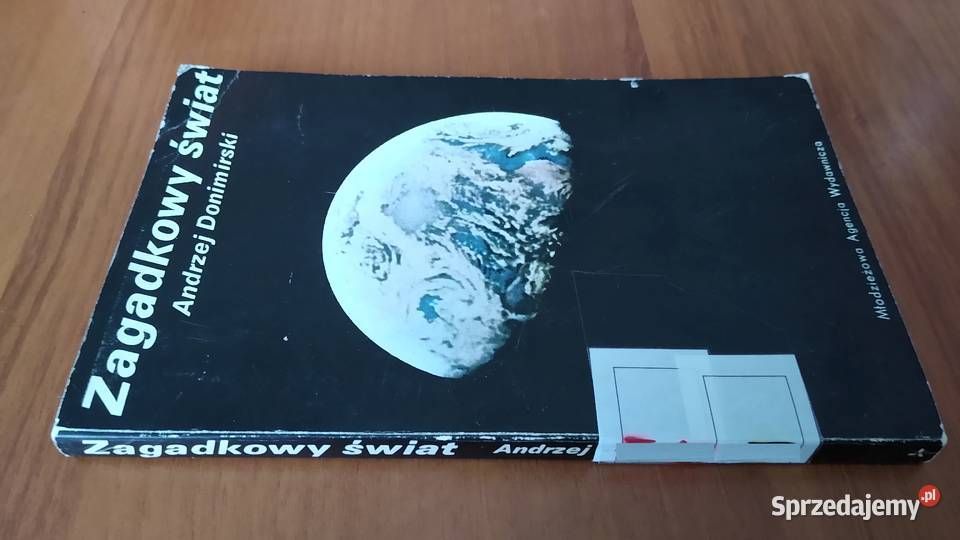 Zagadkowy świat
Andrzej Donimirski
Młodzieżowa Agencja Wydawnicza
Zagadkowy świat Andrzej
Sprzedajemy.pl